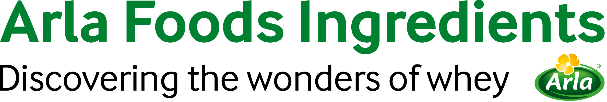 Arla Foods Ingredients
Discovering the wonders of whey
Arla